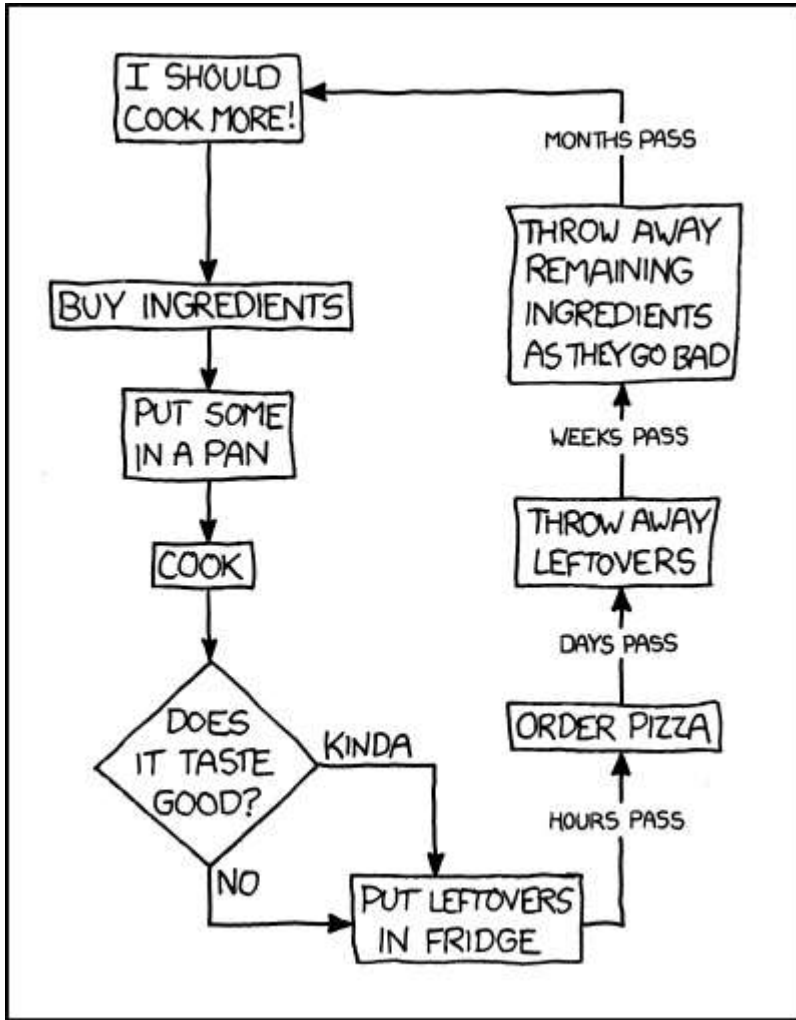 I SHOULD
COOK MORE!
BUY INGREDIENTS
PUT SOME
IN A PAN
COOK
DOES
IT TASTE
GOOD?
KINDA
NO
PUT LEFTOVERS
IN FRIDGE
HOURS PASS
ORDER PIZZA
DAYS PASS
THROW AWAY
LEFTOVERS
WEEKS PASS
THROW AWAY
REMAINING
INGREDIENTS
AS THEY GO BAD
MONTHS PASS